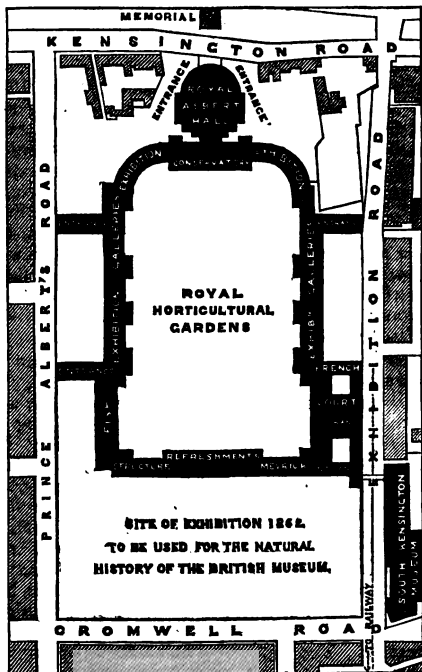 MEMORIAL
KENSINGTON ROAD
ENTRANCE
ENTRANCE
ROYAL
ALBERT
HALL
EXHIBITION
CONSERVATORY
EXHIBITION
PRINCE ALBERT'S ROAD
EXHIBITION GALLERIES
ROYAL
HORTICULTURAL
GARDENS
GALLERIES
EXHIBITION ROAD
FRENCH
COURT
REFRESHMENTS
SITE OF EXHIBITION 1862.
TO BE USED FOR THE NATURAL
HISTORY OF THE BRITISH MUSEUM.
SOUTH KENSINGTON
MUSEUM
RAILWAY
CROMWELL ROAD